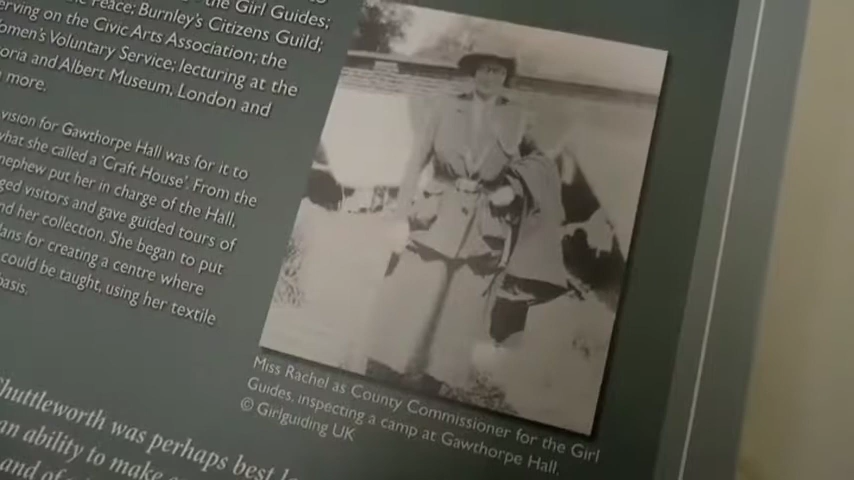 Peace; Burnley's Citizens Guild;
the Girl Guides;
serving on the Civic Arts Association; the
Women's Voluntary Service; lecturing at the
and Albert Museum, London and
more.
vision for Gawthorpe Hall was for it to
what she called a 'Craft House'. From the
nephew put her in charge of the Hall,
visitors and gave guided tours of
and her collection. She began to put
plans for creating a centre where
could be taught, using her textile
basis.
Shuttleworth was perhaps best
an ability to make
and of
Miss Rachel as County Commissioner for the Girl
Guides, inspecting a camp at Gawthorpe Hall.
© Girlguiding UK